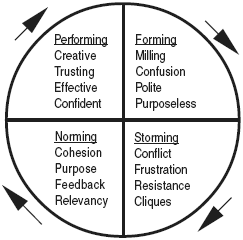 Performing
Creative
Trusting
Effective
Confident
Forming
Milling
Confusion
Polite
Purposeless
Norming
Cohesion
Purpose
Feedback
Relevancy
Storming
Conflict
Frustration
Resistance
Cliques